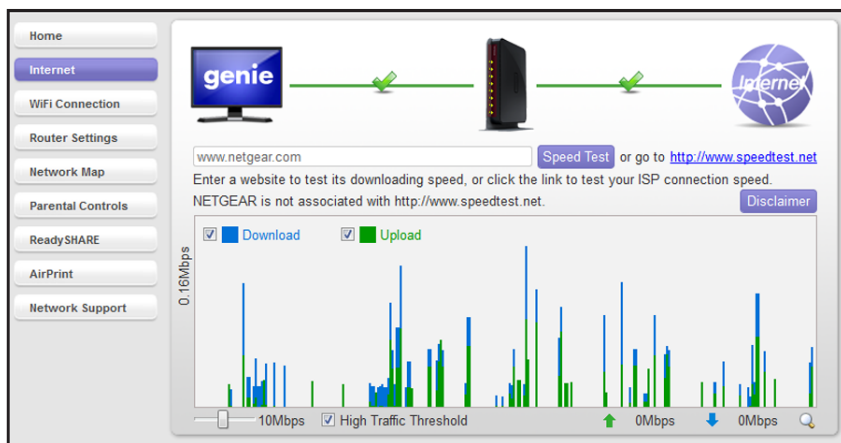 Home
Internet
WiFi Connection
Router Settings
Network Map
Parental Controls
ReadySHARE
AirPrint
Network Support
genie
Internet
www.netgear.com Speed Test or go to http://www.speedtest.net
Enter a website to test its downloading speed, or click the link to test your ISP connection speed.
NETGEAR is not associated with http://www.speedtest.net. Disclaimer
0.16Mbps
Download Upload
10Mbps High Traffic Threshold 0Mbps 0Mbps